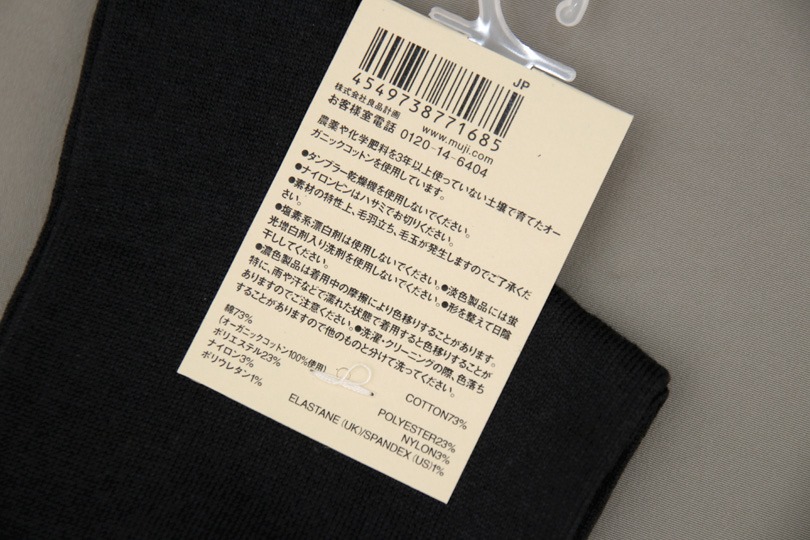 JP
4549738771685
株式会社良品計画 www.muji.com
お客様室電話 0120-14-6404
農薬や化学肥料を3年以上使っていない土壌で育てたオー
ガニックコットンを使用しています。
●タンブラー乾燥機を使用しないでください。
●ナイロンピンはハサミでお切りください。
●素材の特性上、毛羽立ち、毛玉が発生しますのでご了承くだ
さい。
●塩素系漂白剤は使用しないでください。●淡色製品には蛍
光増白剤入り洗剤を使用しないでください。●形を整えて日陰
干ししてください。
●濃色製品は着用中の摩擦により色移りすることがあります。
特に、雨や汗などで濡れた状態で着用すると色移りすることが
ありますのでご注意ください。●洗濯・クリーニングの際、色落ち
することがありますので他のものと分けて洗ってください。
綿73%
(オーガニックコットン100%使用)
ポリエステル23%
ナイロン3%
ポリウレタン1%
COTTON73%
POLYESTER23%
NYLON3%
ELASTANE (UK)/SPANDEX (US)1%